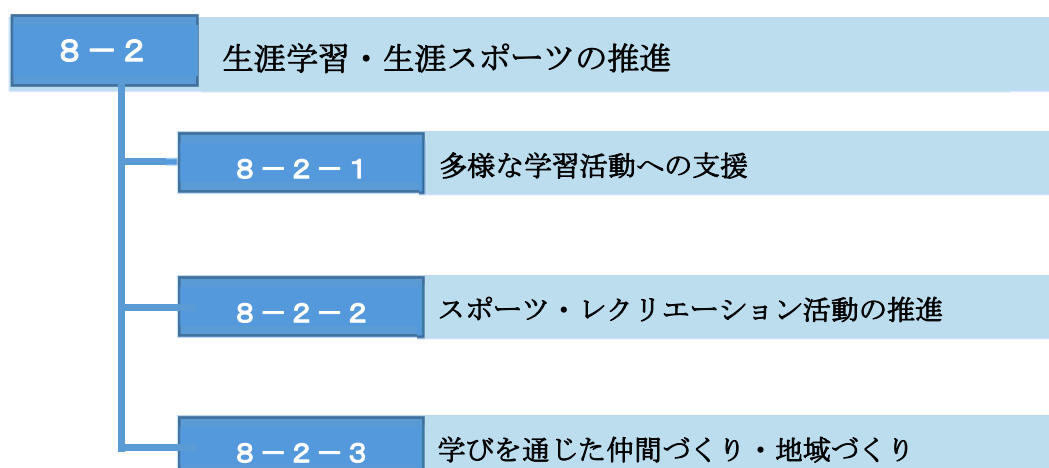 ８－２ 生涯学習・生涯スポーツの推進
８－２－１ 多様な学習活動への支援
８－２－２ スポーツ・レクリエーション活動の推進
８－２－３ 学びを通じた仲間づくり・地域づくり